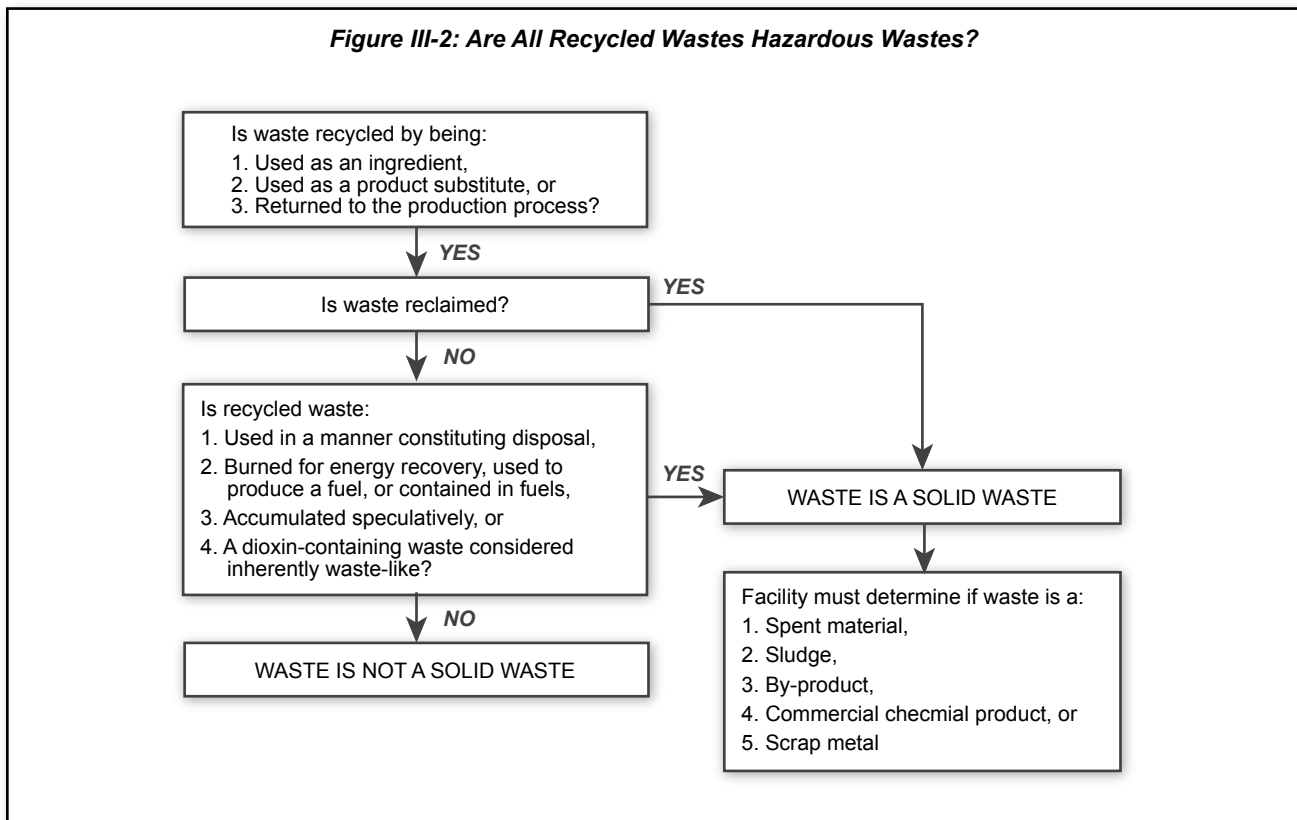 Figure III-2: Are All Recycled Wastes Hazardous Wastes?
Is waste recycled by being:
1. Used as an ingredient,
2. Used as a product substitute, or
3. Returned to the production process?
YES
Is waste reclaimed?
YES
NO
Is recycled waste:
1. Used in a manner constituting disposal,
2. Burned for energy recovery, used to
produce a fuel, or contained in fuels,
3. Accumulated speculatively, or
4. A dioxin-containing waste considered
inherently waste-like?
YES
WASTE IS A SOLID WASTE
NO
WASTE IS NOT A SOLID WASTE
Facility must determine if waste is a:
1. Spent material,
2. Sludge,
3. By-product,
4. Commercial checmial product, or
5. Scrap metal